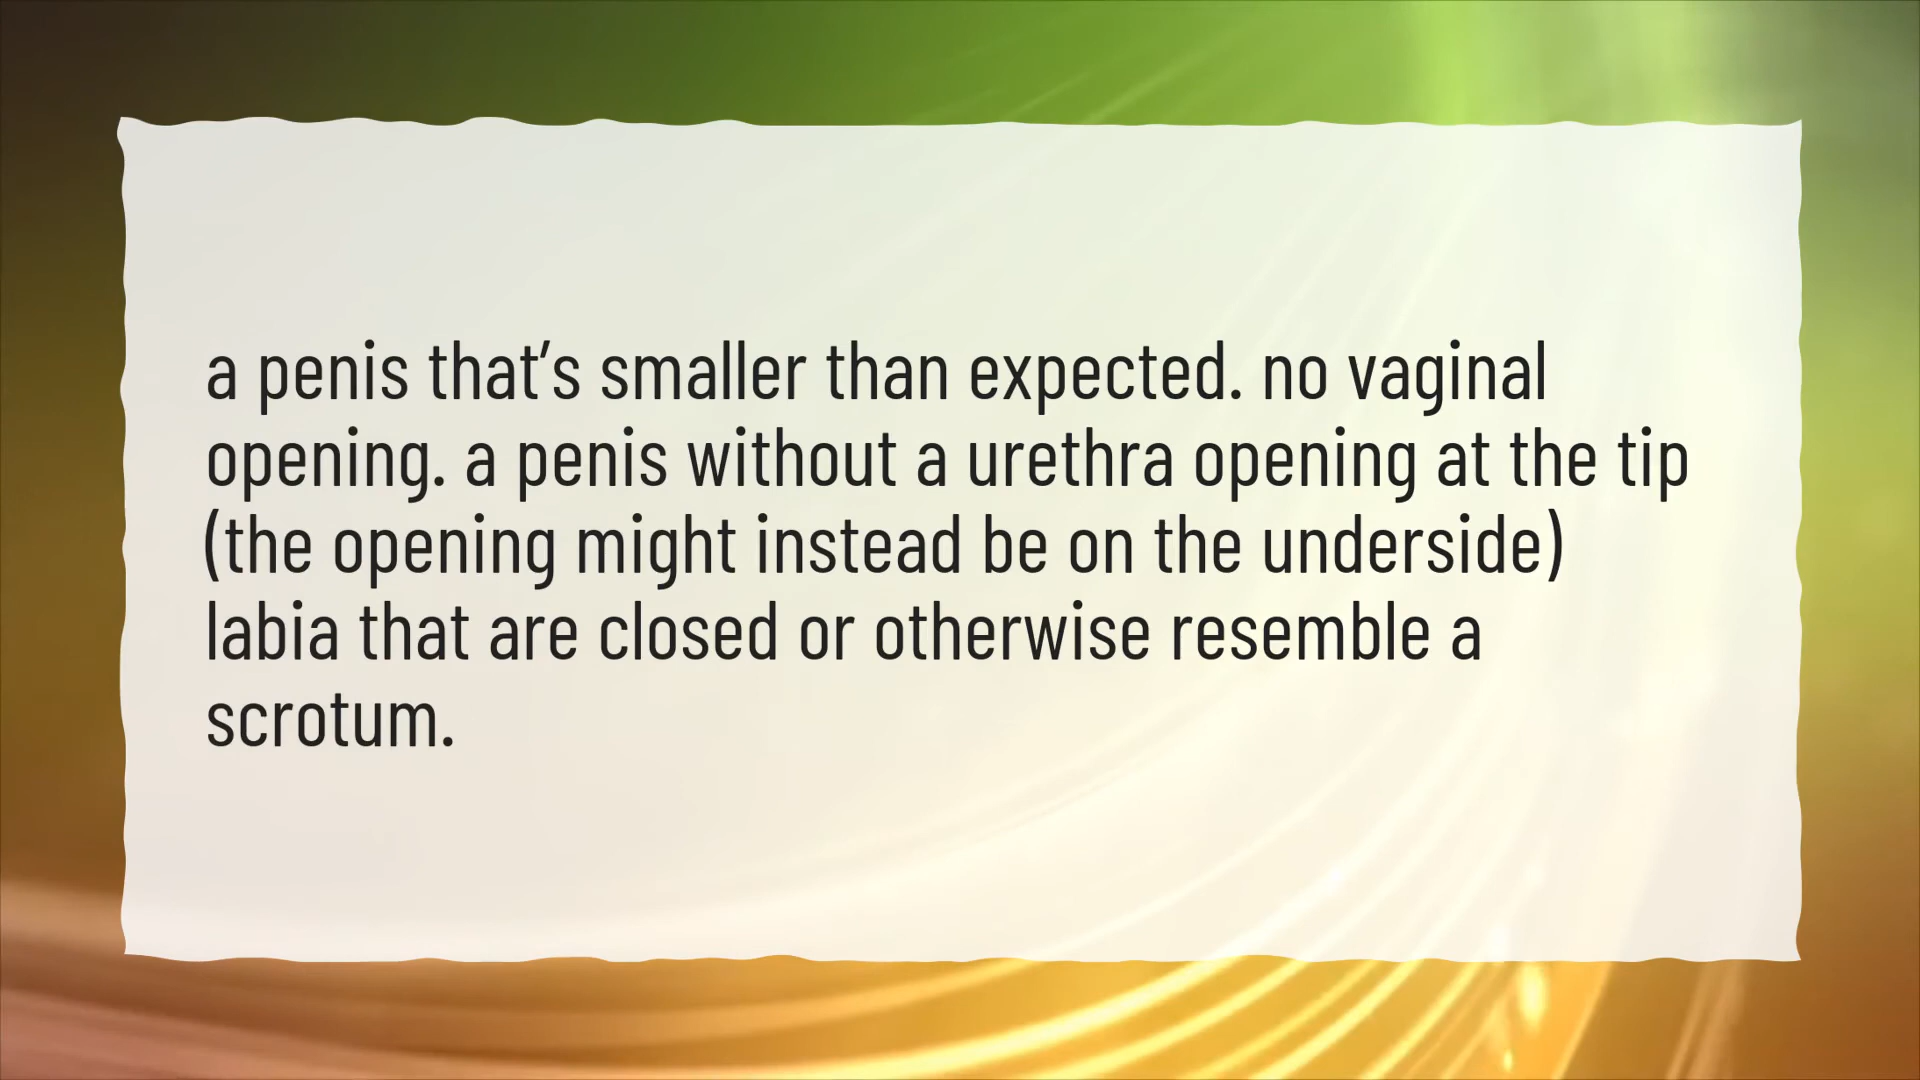 a penis that’s smaller than expected. no vaginal
opening. a penis without a urethra opening at the tip
(the opening might instead be on the underside)
labia that are closed or otherwise resemble a
scrotum.